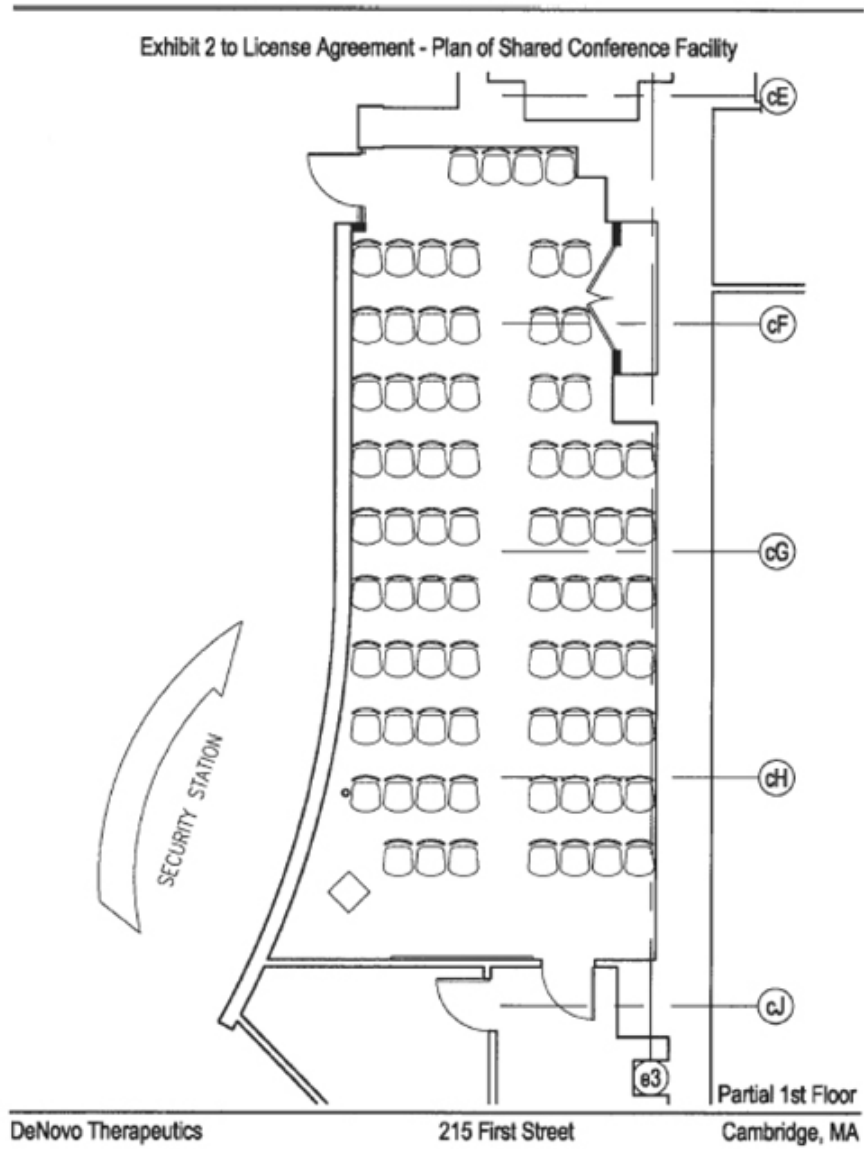 Exhibit 2 to License Agreement - Plan of Shared Conference Facility
cE
cF
cG
cH
SECURITY STATION
cJ
e3
Partial 1st Floor
DeNovo Therapeutics 215 First Street Cambridge, MA